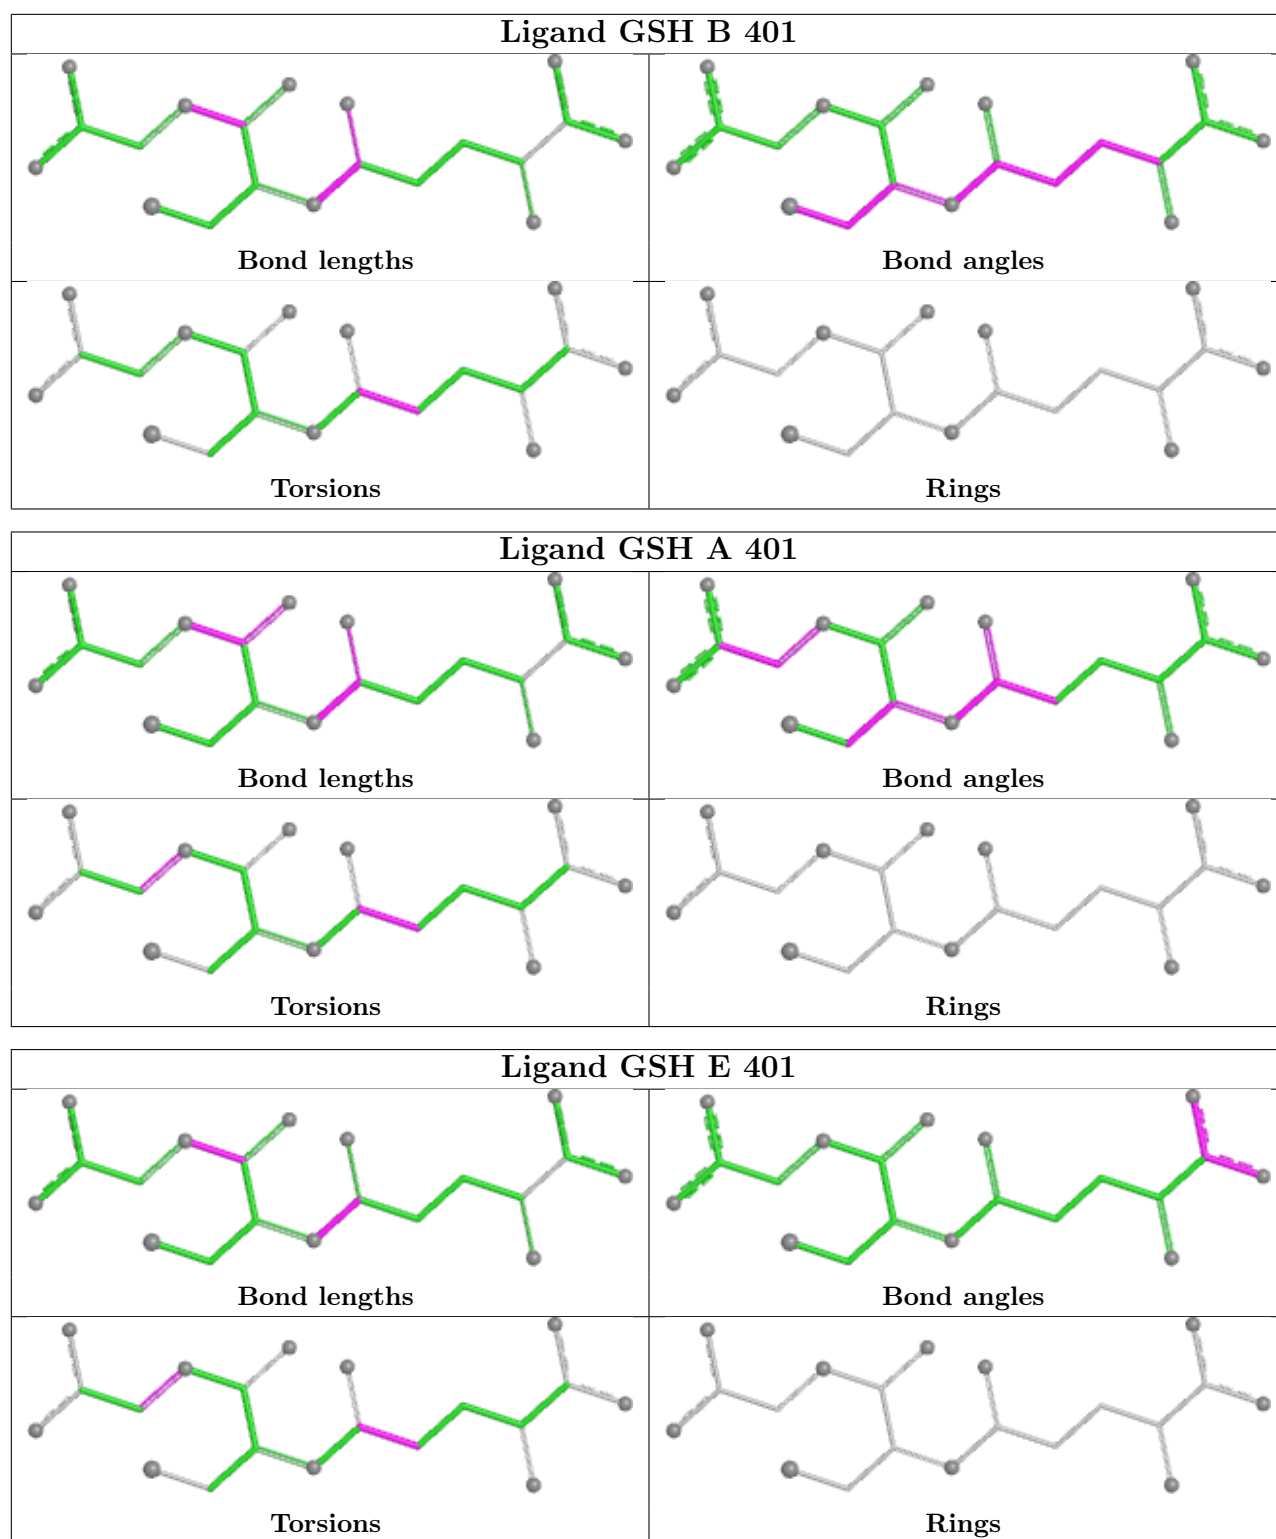 Ligand GSH B 401
Bond lengths
Bond angles
Torsions
Rings
Ligand GSH A 401
Bond lengths
Bond angles
Torsions
Rings
Ligand GSH E 401
Bond lengths
Bond angles
Torsions
Rings